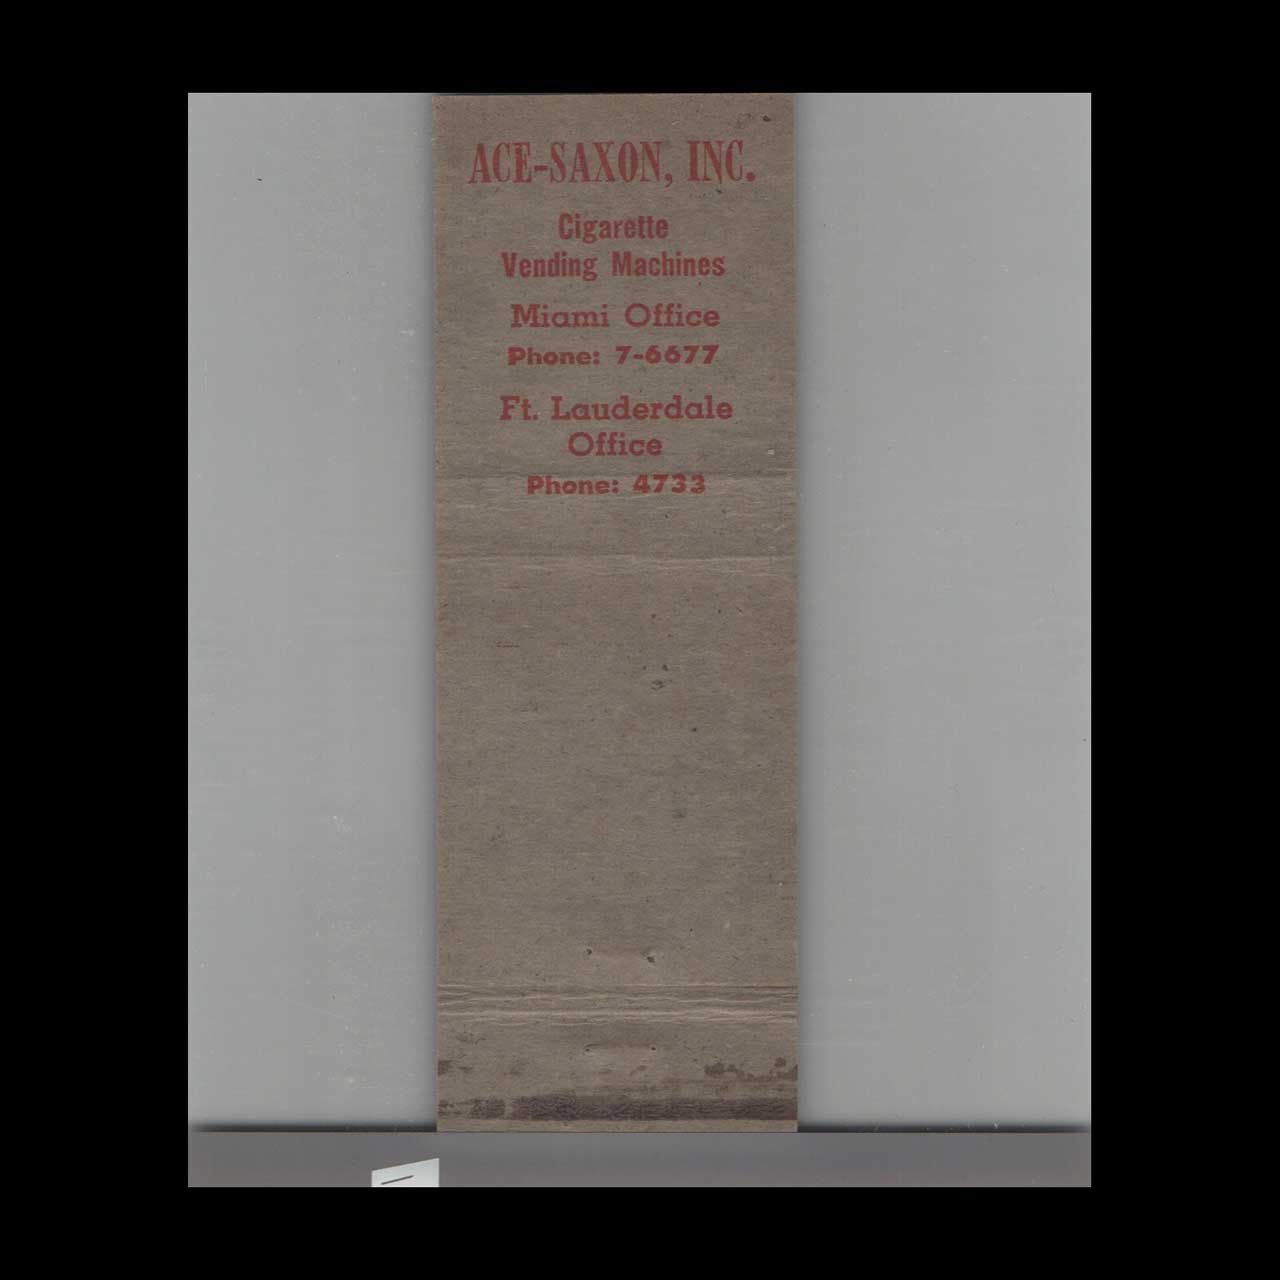 ACE-SAXON, INC.
Cigarette
Vending Machines
Miami Office
Phone: 7-6677
Ft. Lauderdale
Office
Phone: 4733